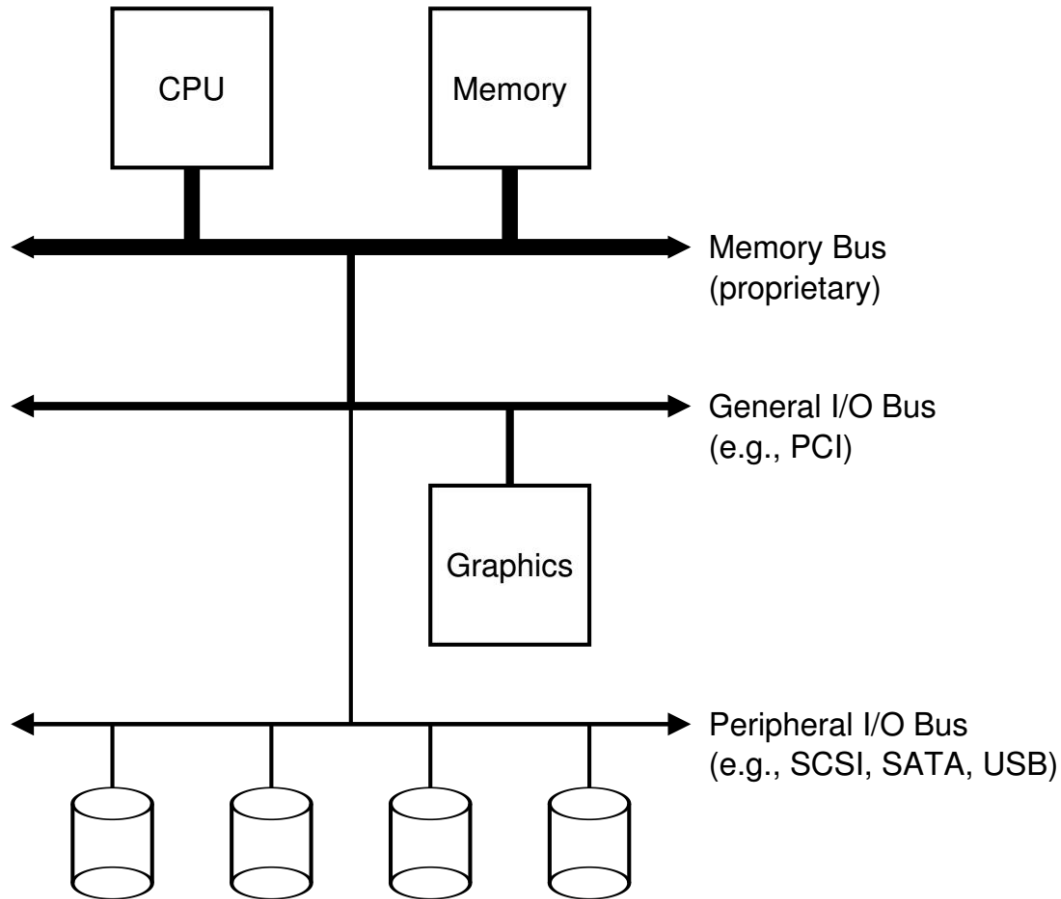 CPU
Memory
Memory Bus
(proprietary)
General I/O Bus
(e.g., PCI)
Graphics
Peripheral I/O Bus
(e.g., SCSI, SATA, USB)